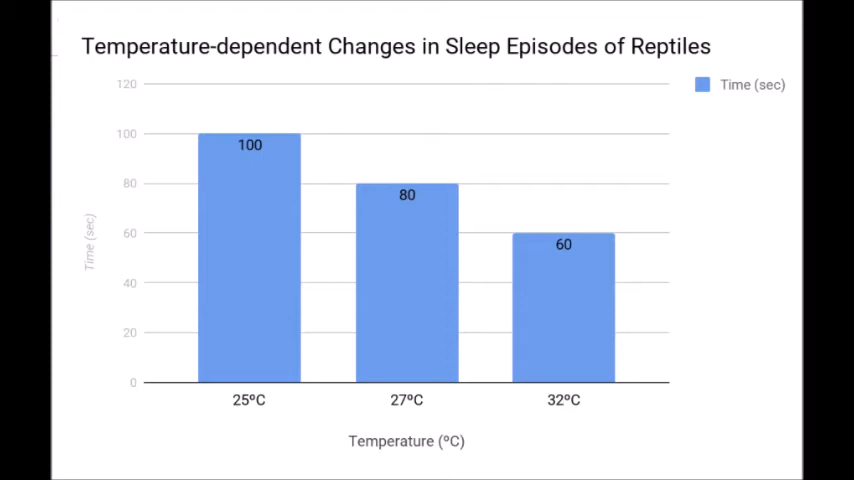 Temperature-dependent Changes in Sleep Episodes of Reptiles
Time (sec)
120
100
80
60
40
20
0
Time (sec)
100
80
60
25ºC
27ºC
32ºC
Temperature (ºC)